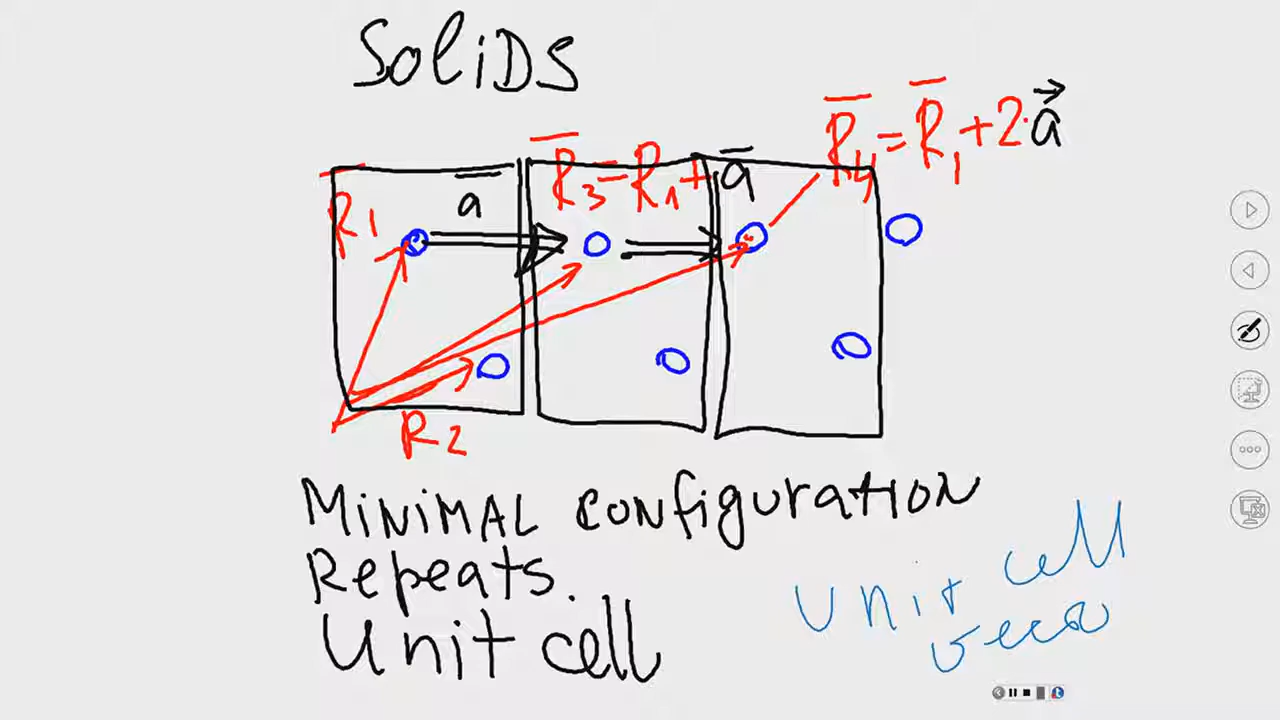 SoliDS
R̅₄ = R̅₁ + 2·a⃗
R̅₃ = R₁ + a̅
a̅
R̅1
R2
MiNiMAL configuration
Repeats.
Unit cell
Unit cell